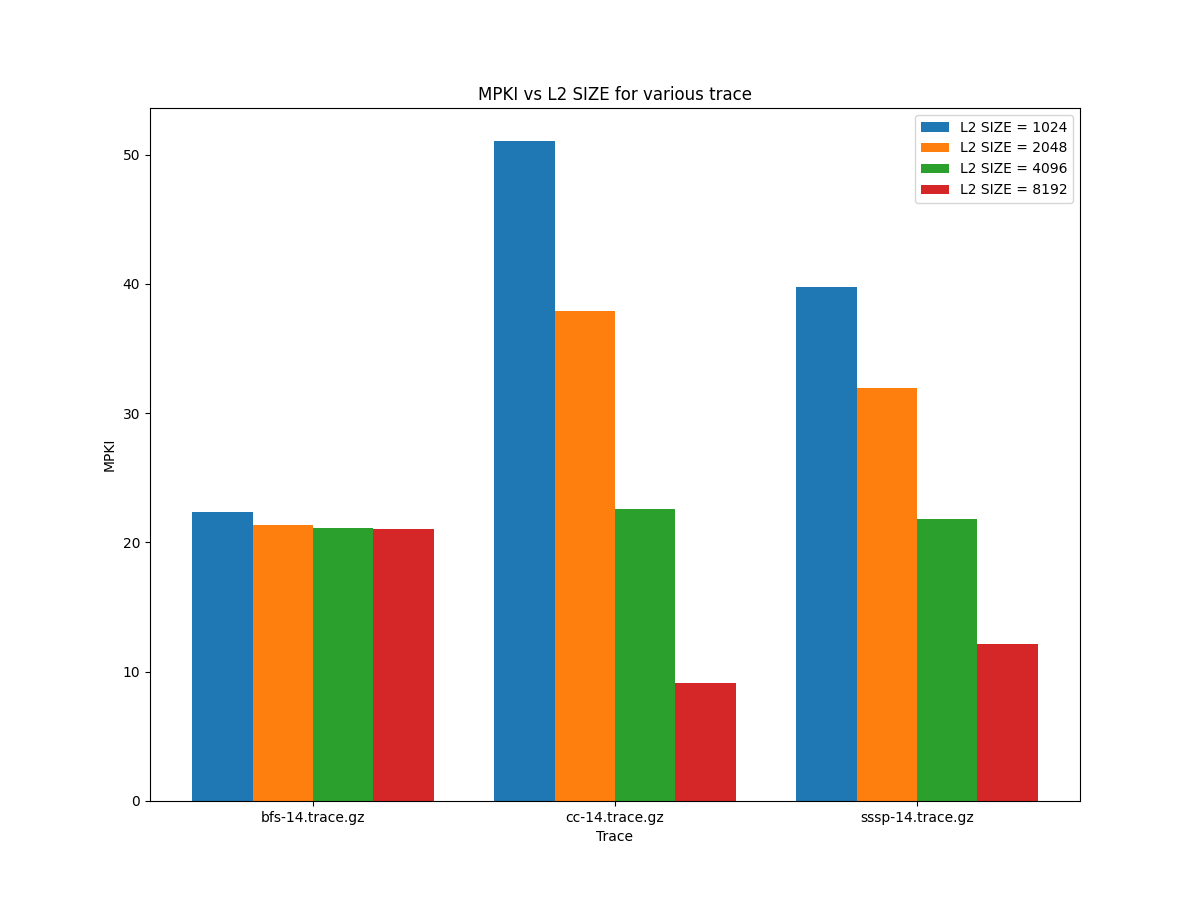 MPKI vs L2 SIZE for various trace
L2 SIZE = 1024
L2 SIZE = 2048
L2 SIZE = 4096
L2 SIZE = 8192
50
40
30
20
10
0
MPKI
bfs-14.trace.gz
cc-14.trace.gz
sssp-14.trace.gz
Trace